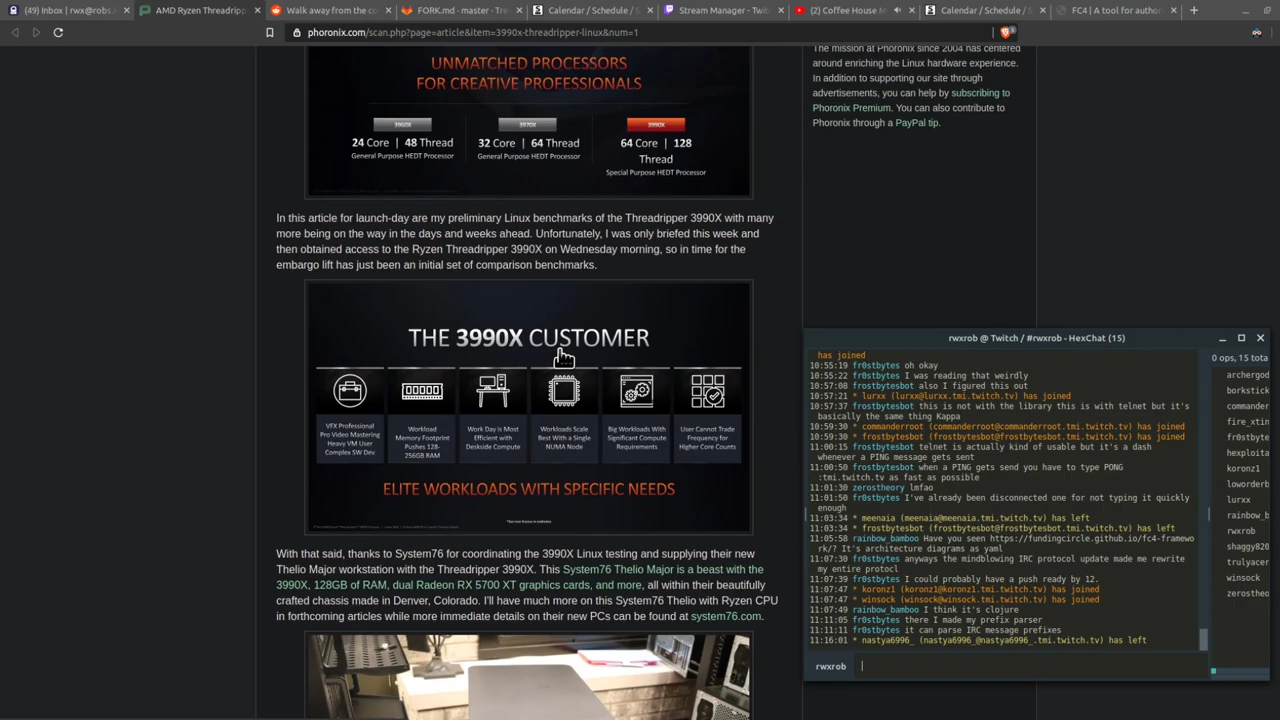 (49) Inbox | rwx@robs.
AMD Ryzen Threadripp
Walk away from the co
FORK.md - master - Tre
Calendar / Schedule / S
Stream Manager - Twitc
(2) Coffee House M
Calendar / Schedule / S
FC4 | A tool for author
phoronix.com/scan.php?page=article&item=3990x-threadripper-linux&num=1
UNMATCHED PROCESSORS
FOR CREATIVE PROFESSIONALS
3960X
24 Core | 48 Thread
General Purpose HEDT Processor
3970X
32 Core | 64 Thread
General Purpose HEDT Processor
3990X
64 Core | 128
Thread
Special Purpose HEDT Processor
In this article for launch-day are my preliminary Linux benchmarks of the Threadripper 3990X with many
more being on the way in the days and weeks ahead. Unfortunately, I was only briefed this week and
then obtained access to the Ryzen Threadripper 3990X on Wednesday morning, so in time for the
embargo lift has just been an initial set of comparison benchmarks.
THE 3990X CUSTOMER
VFX Professional
Pro Video Mastering
Heavy VM User
Complex SW Dev
Workload
Memory Footprint
Pushes 128-
256GB RAM
Work Day is Most
Efficient with
Deskside Compute
Workloads Scale
Best With a Single
NUMA Node
Big Workloads With
Significant Compute
Requirements
User Cannot Trade
Frequency for
Higher Core Counts
ELITE WORKLOADS WITH SPECIFIC NEEDS
With that said, thanks to System76 for coordinating the 3990X Linux testing and supplying their new
Thelio Major workstation with the Threadripper 3990X. This System76 Thelio Major is a beast with the
3990X, 128GB of RAM, dual Radeon RX 5700 XT graphics cards, and more, all within their beautifully
crafted chassis made in Denver, Colorado. I'll have much more on this System76 Thelio with Ryzen CPU
in forthcoming articles while more immediate details on their new PCs can be found at system76.com.
The mission at Phoronix since 2004 has centered
around enriching the Linux hardware experience.
In addition to supporting our site through
advertisements, you can help by subscribing to
Phoronix Premium. You can also contribute to
Phoronix through a PayPal tip.
rwxrob @ Twitch / #rwxrob - HexChat (15)
has joined
10:55:19 fr0stbytes oh okay
10:55:22 fr0stbytes I was reading that weirdly
10:57:08 frostbytesbot also I figured this out
10:57:21 * lurxx (lurxx@lurxx.tmi.twitch.tv) has joined
10:57:37 frostbytesbot this is not with the library this is with telnet but it's
basically the same thing Kappa
10:59:30 * commanderroot (commanderroot@commanderroot.tmi.twitch.tv) has joined
10:59:30 * frostbytesbot (frostbytesbot@frostbytesbot.tmi.twitch.tv) has joined
11:00:15 frostbytesbot telnet is actually kind of usable but it's a dash
whenever a PING message gets sent
11:00:50 frostbytesbot when a PING gets send you have to type PONG
:tmi.twitch.tv as fast as possible
11:01:30 zerostheory lmfao
11:01:50 fr0stbytes I've already been disconnected one for not typing it quickly
enough
11:03:34 * meenaia (meenaia@meenaia.tmi.twitch.tv) has left
11:03:34 * frostbytesbot (frostbytesbot@frostbytesbot.tmi.twitch.tv) has left
11:05:58 rainbow_bamboo Have you seen https://fundingcircle.github.io/fc4-framewo
rk/? It's architecture diagrams as yaml
11:07:30 fr0stbytes anyways the mindblowing IRC protocol update made me rewrite
my entire protocl
11:07:39 fr0stbytes I could probably have a push ready by 12.
11:07:47 * koronz1 (koronz1@koronz1.tmi.twitch.tv) has joined
11:07:47 * winsock (winsock@winsock.tmi.twitch.tv) has joined
11:07:49 rainbow_bamboo I think it's clojure
11:11:05 fr0stbytes there I made my prefix parser
11:11:11 fr0stbytes it can parse IRC message prefixes
11:16:01 * nastya6996_ (nastya6996_@nastya6996_.tmi.twitch.tv) has left
rwxrob
0 ops, 15 tota
archergod
borkstick
commander
fire_xtin
fr0stbyte
hexploita
koronz1
loworderb
lurxx
rainbow_b
rwxrob
shaggy820
trulyacer
winsock
zerostheo